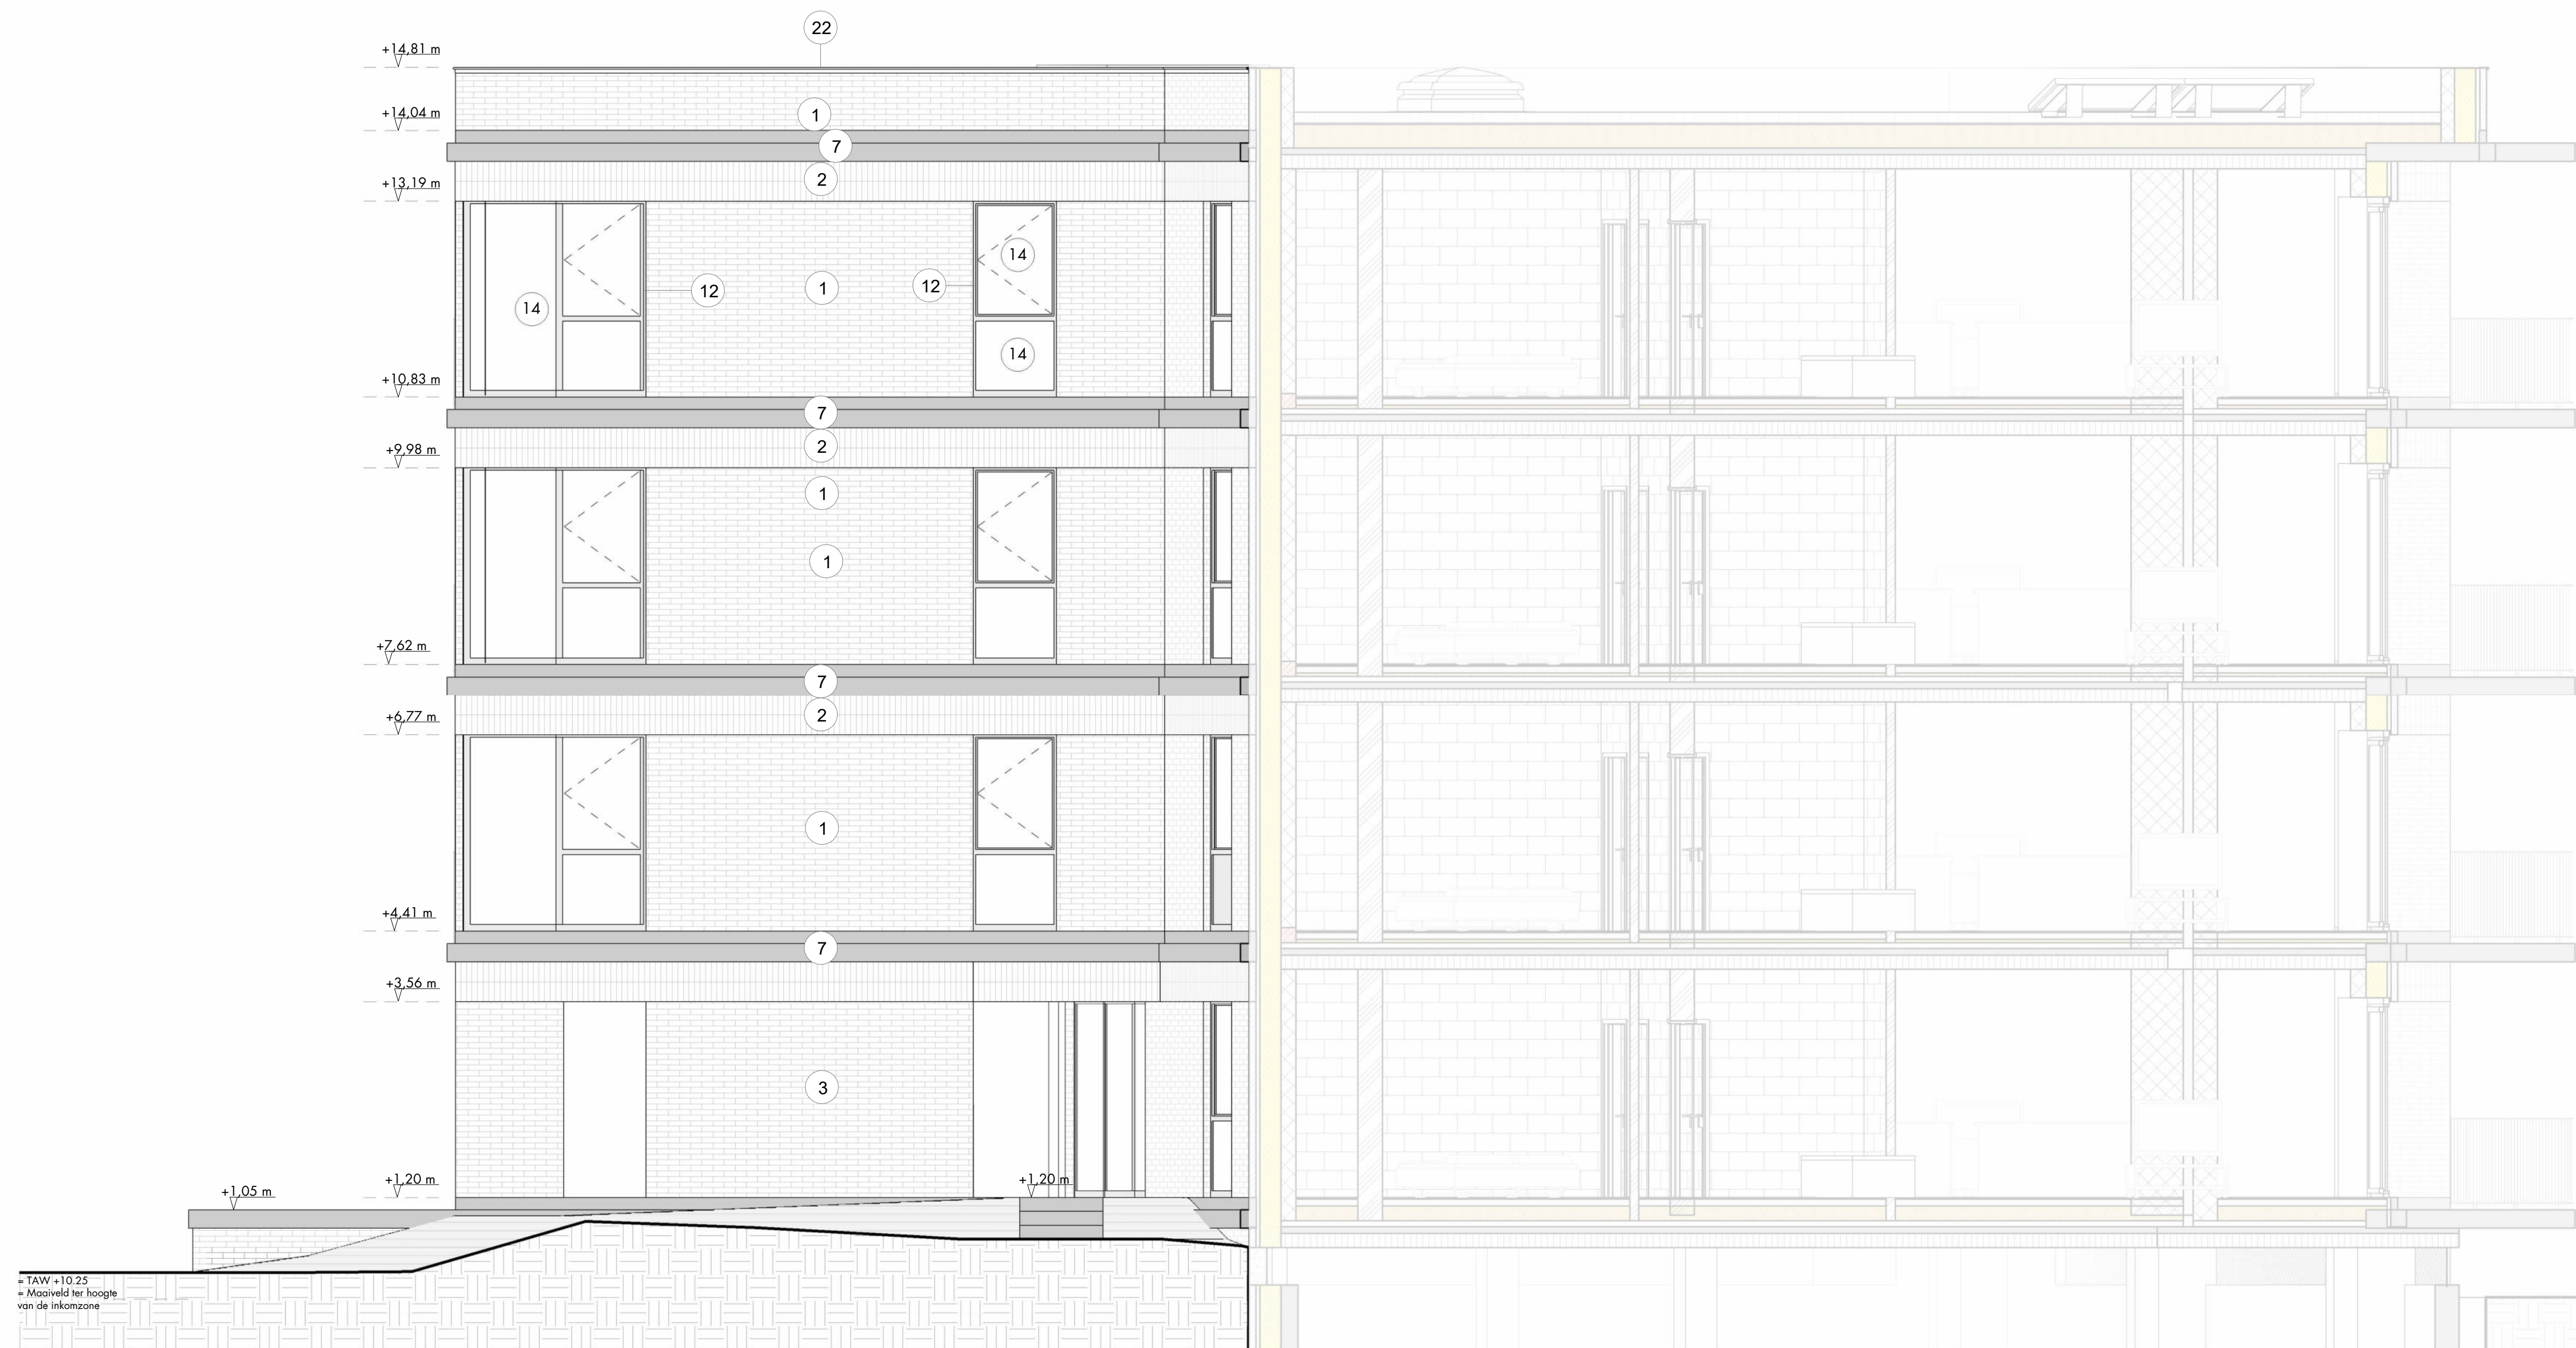 22
+14,81 m
+14,04 m
1
7
2
+13,19 m
14
12
1
12
14
14
+10,83 m
7
2
+9,98 m
1
1
+7,62 m
7
2
+6,77 m
1
+4,41 m
7
+3,56 m
3
+1,20 m
+1,20 m
+1,05 m
= TAW +10.25
= Maaiveld ter hoogte
van de inkomzone